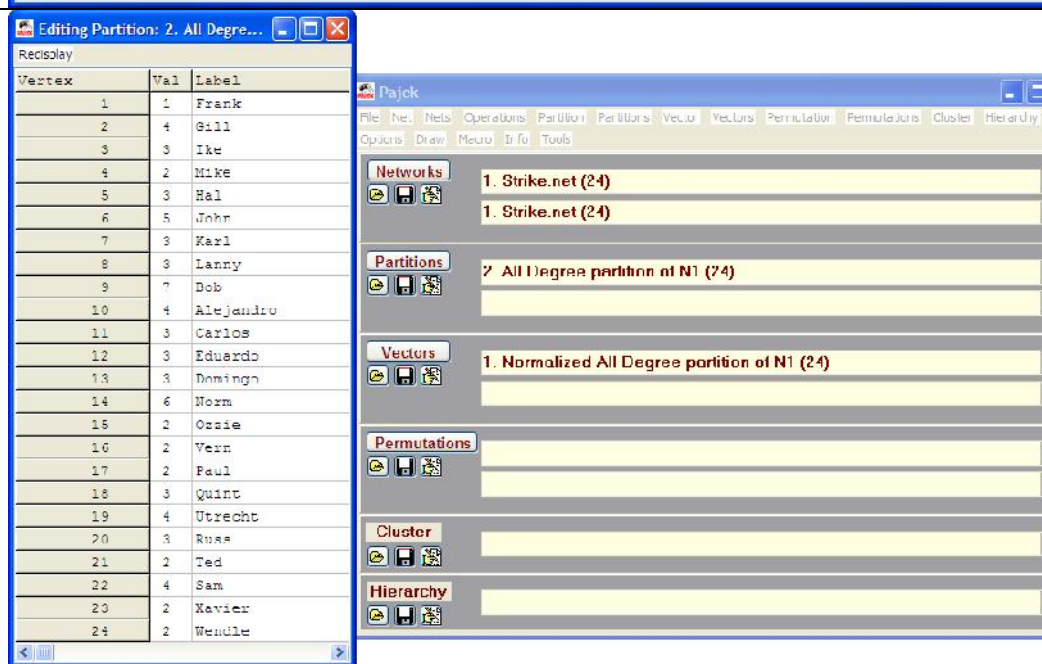 Editing Partition: 2. All Degre...
Redisplay
Vertex Val Label
1 1 Frank
2 4 Gill
3 3 Ike
4 2 Mike
5 3 Hal
6 5 John
7 3 Karl
8 3 Lanny
9 7 Bob
10 4 Alejandro
11 3 Carlos
12 3 Eduardo
13 3 Domingo
14 6 Norm
15 2 Ozzie
16 2 Vern
17 2 Paul
18 3 Quint
19 4 Utrecht
20 3 Russ
21 2 Ted
22 4 Sam
23 2 Xavier
24 2 Wendle
Pajek
File Net Nets Operations Partition Partitions Vector Vectors Permutation Permutations Cluster Hierarchy
Options Draw Macro Info Tools
Networks
1. Strike.net (24)
1. Strike.net (24)
Partitions
2. All Degree partition of N1 (24)
Vectors
1. Normalized All Degree partition of N1 (24)
Permutations
Cluster
Hierarchy